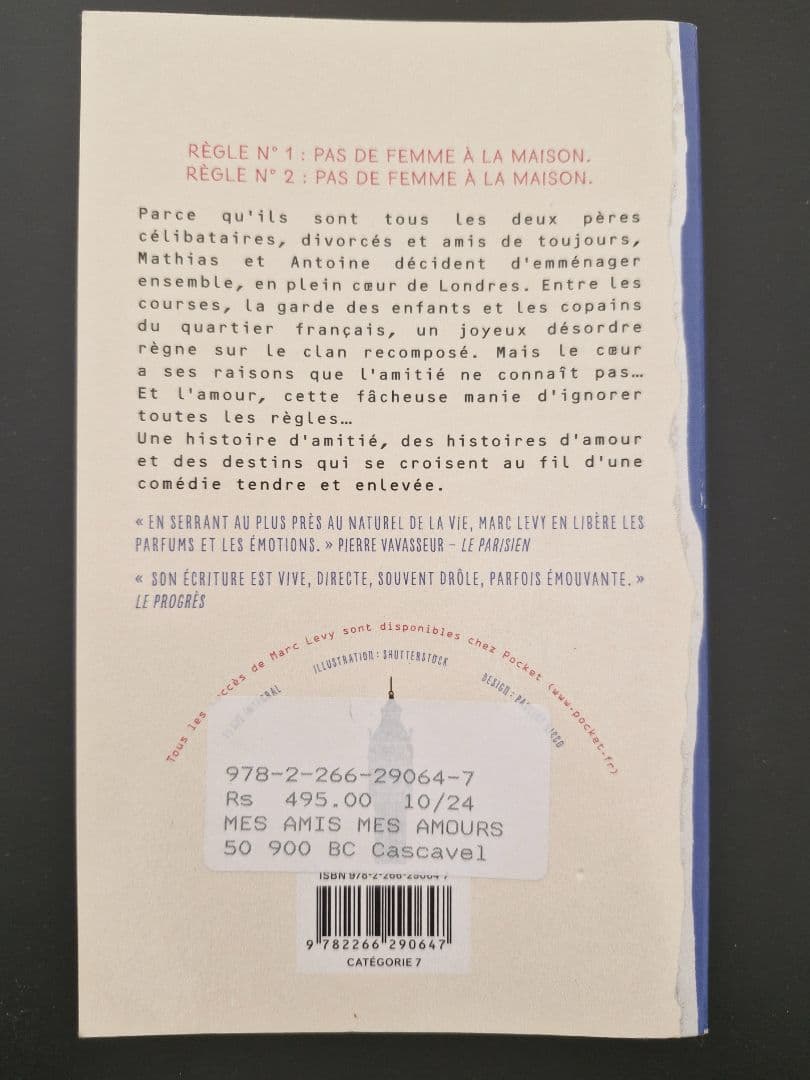 RÈGLE N° 1 : PAS DE FEMME À LA MAISON.
RÈGLE N° 2 : PAS DE FEMME À LA MAISON.
Parce qu'ils sont tous les deux pères
célibataires, divorcés et amis de toujours,
Mathias et Antoine décident d'emménager
ensemble, en plein cœur de Londres. Entre les
courses, la garde des enfants et les copains
du quartier français, un joyeux désordre
règne sur le clan recomposé. Mais le cœur
a ses raisons que l'amitié ne connaît pas…
Et l'amour, cette fâcheuse manie d'ignorer
toutes les règles…
Une histoire d'amitié, des histoires d'amour
et des destins qui se croisent au fil d'une
comédie tendre et enlevée.
« EN SERRANT AU PLUS PRÈS AU NATUREL DE LA VIE, MARC LEVY EN LIBÈRE LES
PARFUMS ET LES ÉMOTIONS. » PIERRE VAVASSEUR – LE PARISIEN
« SON ÉCRITURE EST VIVE, DIRECTE, SOUVENT DRÔLE, PARFOIS ÉMOUVANTE. »
LE PROGRÈS
Tous les de Marc Levy sont disponibles chez Pocket (www.pocket.fr)
ILLUSTRATION : SHUTTERSTOCK
DESIGN :
978-2-266-29064-7
Rs 495.00 10/24
MES AMIS MES AMOURS
50 900 BC Cascavel
ISBN 978-2-266-29064-7
9 782266 290647
CATÉGORIE 7